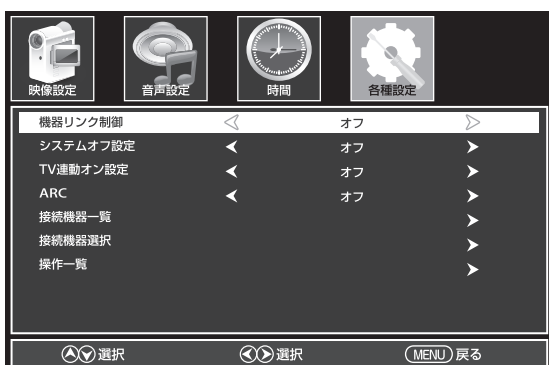 映像設定 音声設定 時間 各種設定
機器リンク制御 オフ
システムオフ設定 オフ
TV連動オン設定 オフ
ARC オフ
接続機器一覧
接続機器選択
操作一覧
選択 選択 MENU 戻る